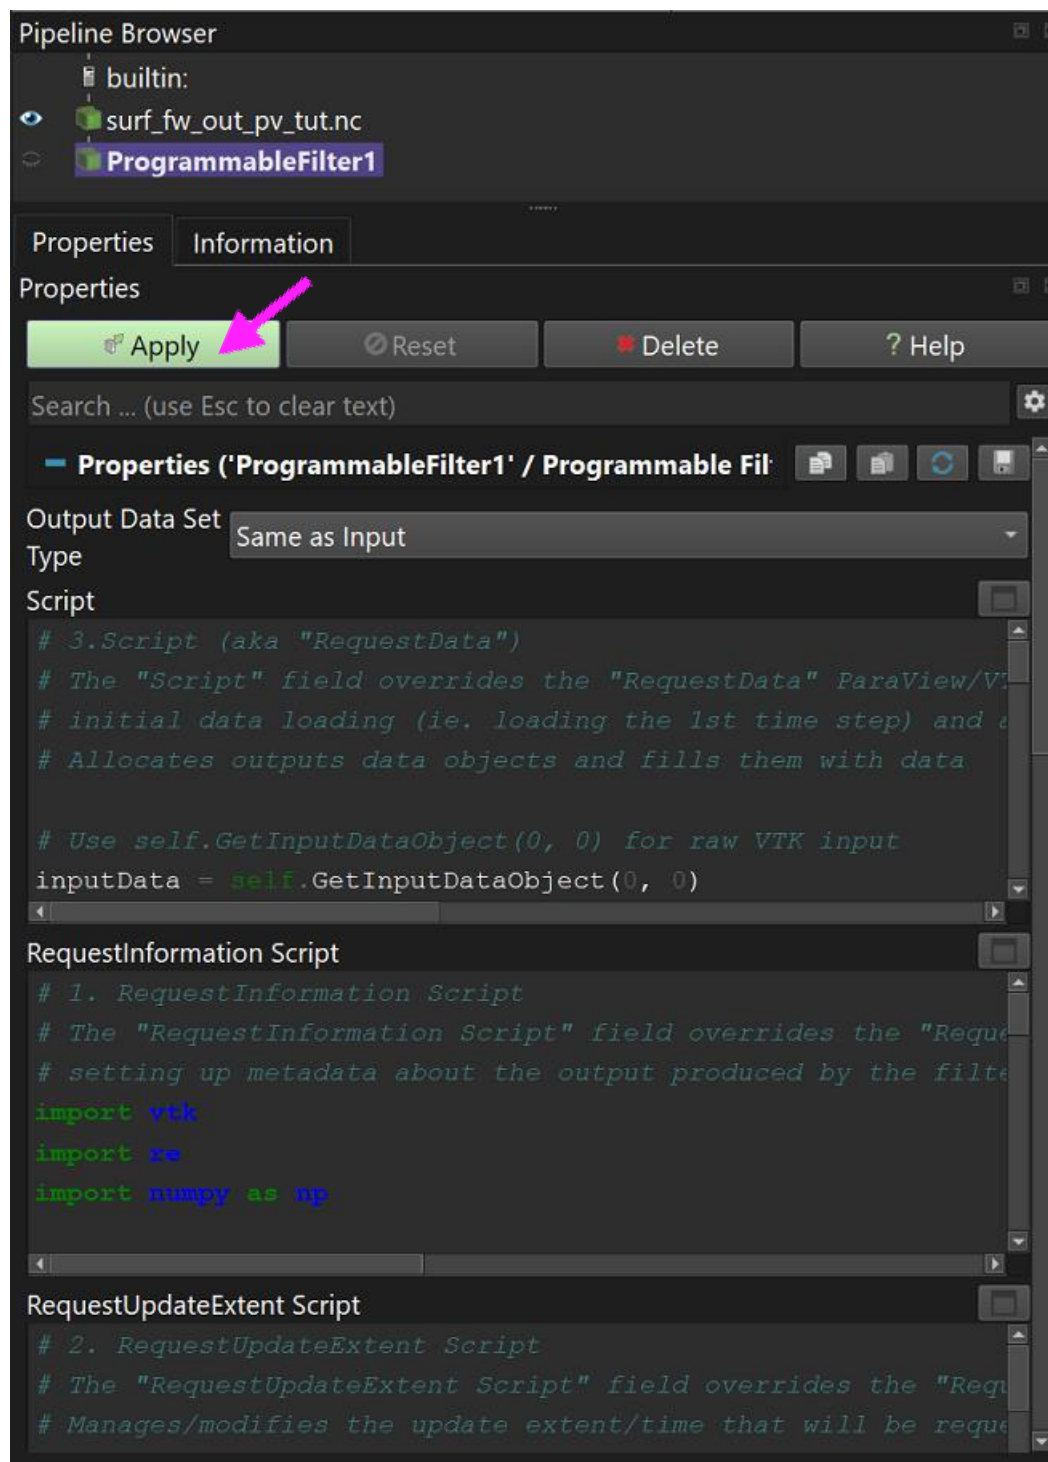 Pipeline Browser
builtin:
surf_fw_out_pv_tut.nc
ProgrammableFilter1
Properties Information
Properties
Apply Reset Delete ? Help
Search ... (use Esc to clear text)
Properties ('ProgrammableFilter1' / Programmable Fil
Output Data Set
Type
Same as Input
Script
# 3.Script (aka "RequestData")
# The "Script" field overrides the "RequestData" ParaView/V
# initial data loading (ie. loading the 1st time step) and
# Allocates outputs data objects and fills them with data
# Use self.GetInputDataObject(0, 0) for raw VTK input
inputData = self.GetInputDataObject(0, 0)
RequestInformation Script
# 1. RequestInformation Script
# The "RequestInformation Script" field overrides the "Reque
# setting up metadata about the output produced by the filte
import vtk
import re
import numpy as np
RequestUpdateExtent Script
# 2. RequestUpdateExtent Script
# The "RequestUpdateExtent Script" field overrides the "Requ
# Manages/modifies the update extent/time that will be reque